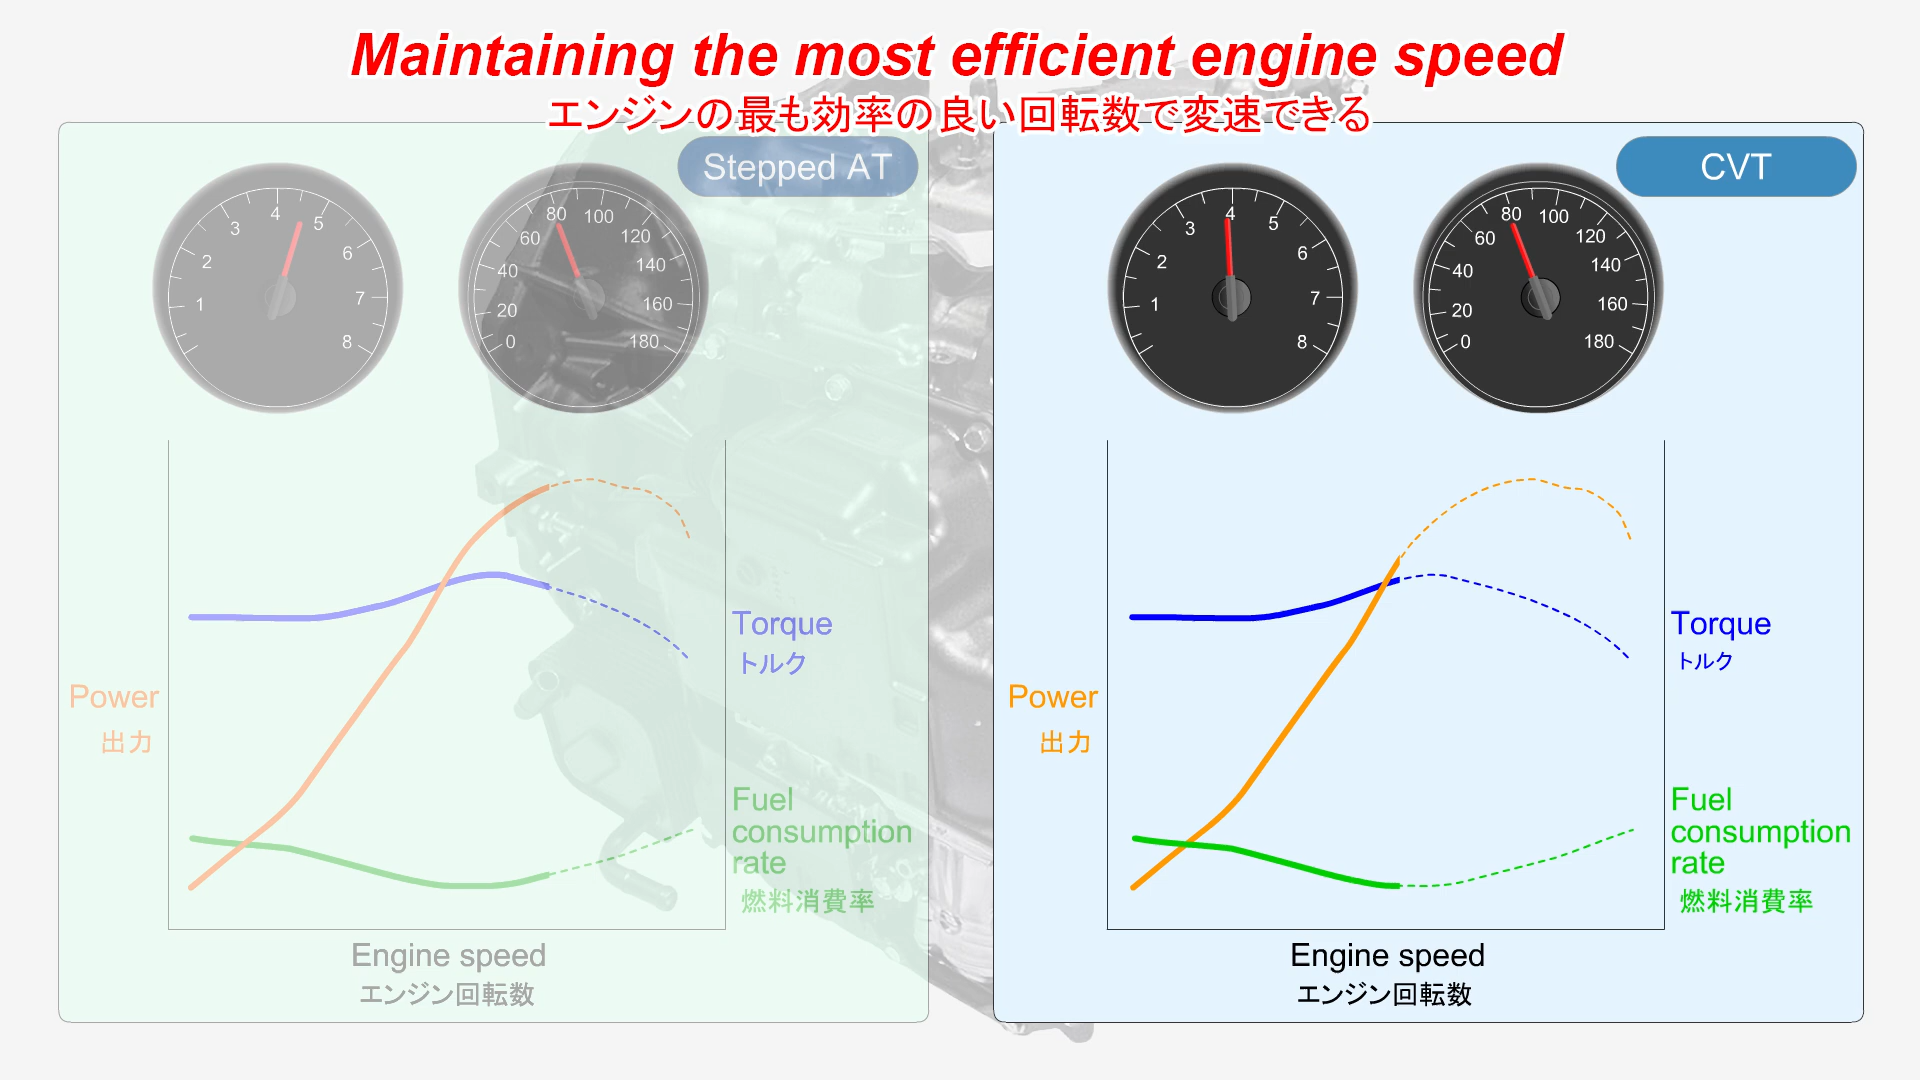 Maintaining the most efficient engine speed
エンジンの最も効率の良い回転数で変速できる
Stepped AT
1
2
3
4
5
6
7
8
0
20
40
60
80
100
120
140
160
180
Power
出力
Torque
トルク
Fuel
consumption
rate
燃料消費率
Engine speed
エンジン回転数
CVT
1
2
3
4
5
6
7
8
0
20
40
60
80
100
120
140
160
180
Power
出力
Torque
トルク
Fuel
consumption
rate
燃料消費率
Engine speed
エンジン回転数